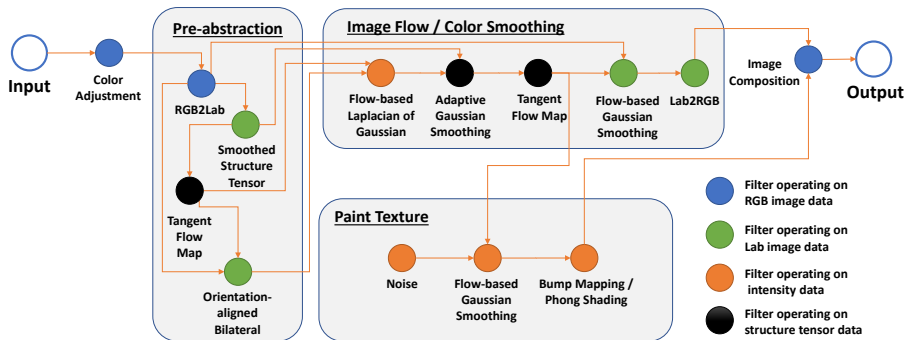 Pre-abstraction
Image Flow / Color Smoothing
Input
Color
Adjustment
RGB2Lab
Smoothed
Structure
Tensor
Tangent
Flow
Map
Orientation-
aligned
Bilateral
Flow-based
Laplacian of
Gaussian
Adaptive
Gaussian
Smoothing
Tangent
Flow Map
Flow-based
Gaussian
Smoothing
Lab2RGB
Image
Composition
Output
Paint Texture
Noise
Flow-based
Gaussian
Smoothing
Bump Mapping /
Phong Shading
Filter operating on
RGB image data
Filter operating on
Lab image data
Filter operating on
intensity data
Filter operating on
structure tensor data